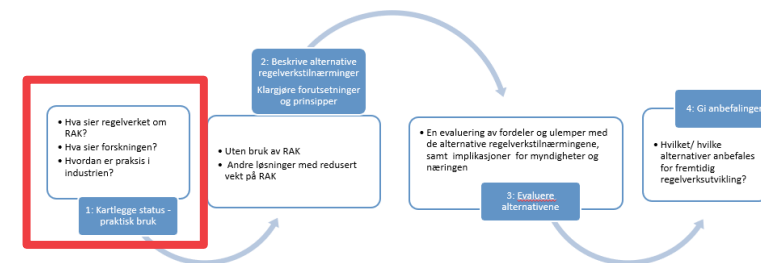 • Hva sier regelverket om
RAK?
• Hva sier forskningen?
• Hvordan er praksis i
industrien?
1: Kartlegge status -
praktisk bruk
2: Beskrive alternative
regelverkstilnærminger
Klargjøre forutsetninger
og prinsipper
• Uten bruk av RAK
• Andre løsninger med redusert
vekt på RAK
• En evaluering av fordeler og ulemper med
de alternative regelverkstilnærmingene,
samt implikasjoner for myndigheter og
næringen
3: Evaluere
alternativene
4: Gi anbefalinger
• Hvilket/ hvilke
alternativer anbefales
for fremtidig
regelverksutvikling?